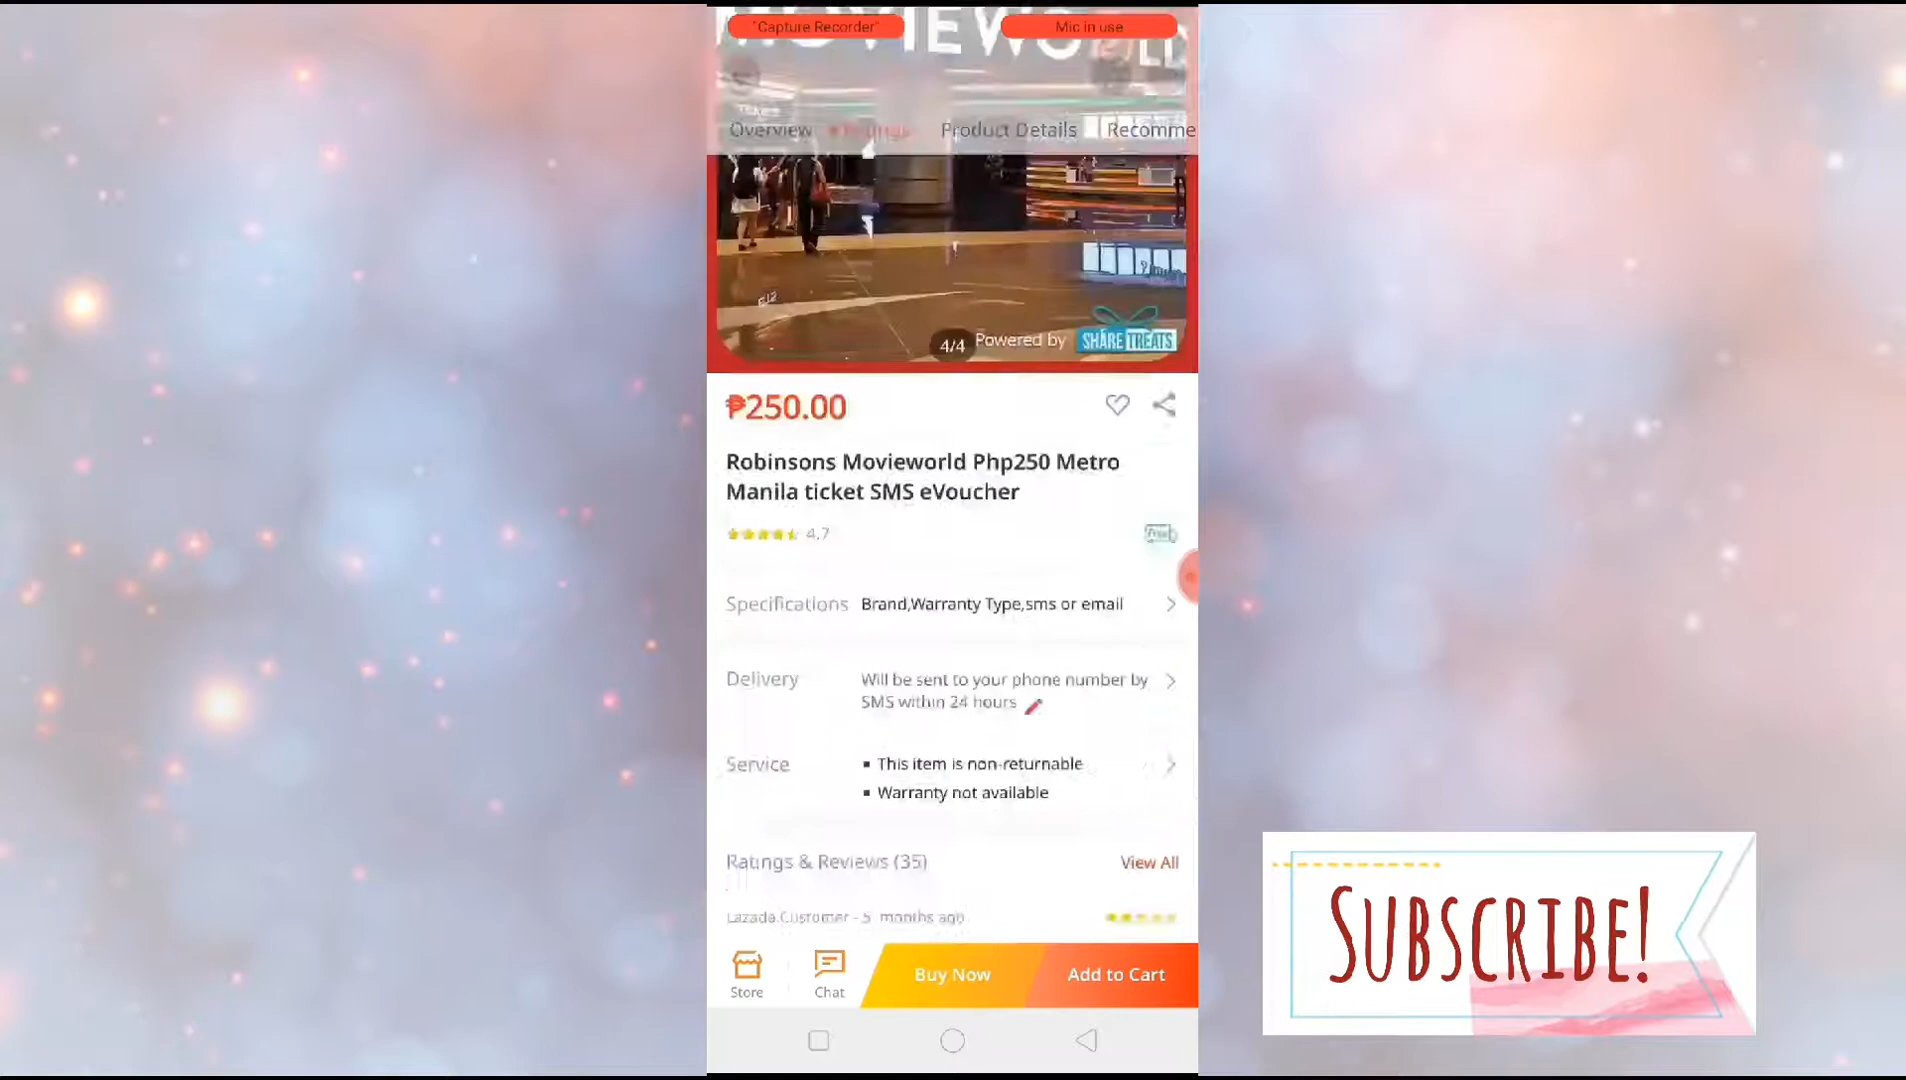 "Capture Recorder"
Mic in use
MOVIEWORLD
Overview
Product Details
Recomme
4/4
Powered by
SHARE TREATS
₱250.00
Robinsons Movieworld Php250 Metro
Manila ticket SMS eVoucher
4.7
Specifications
Brand,Warranty Type,sms or email
Delivery
Will be sent to your phone number by
SMS within 24 hours
Service
▪ This item is non-returnable
▪ Warranty not available
Ratings & Reviews (35)
View All
Lazada Customer - 5 months ago
Store
Chat
Buy Now
Add to Cart
SUBSCRIBE!